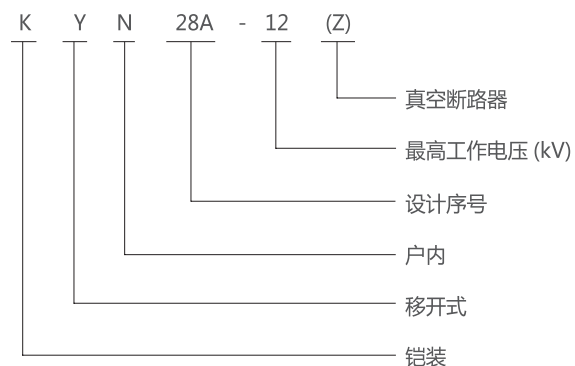 K Y N 28A - 12 (Z)
真空断路器
最高工作电压 (kV)
设计序号
户内
移开式
铠装